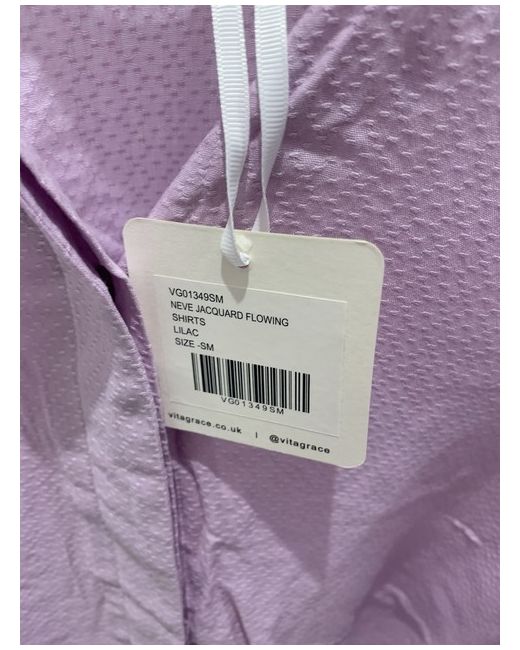 VG01349SM
NEVE JACQUARD FLOWING
SHIRTS
LILAC
SIZE -SM
VG01349SM
vitagrace.co.uk | @vitagrace